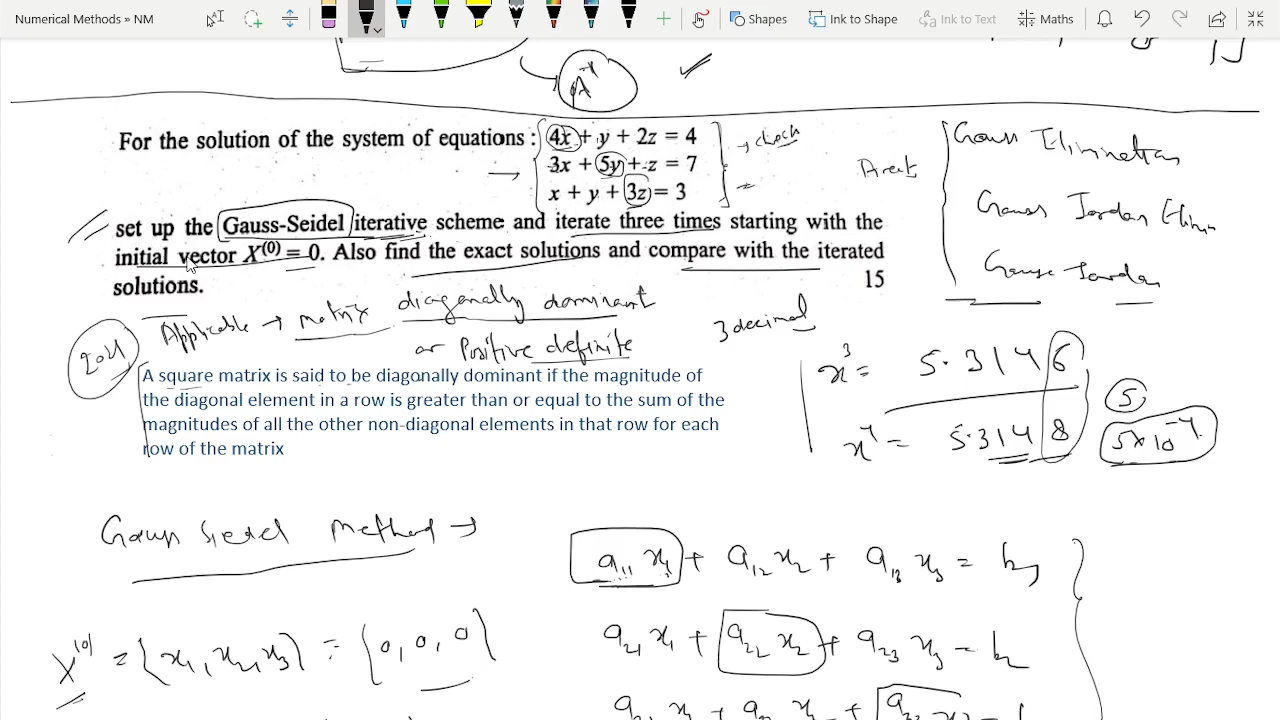 Numerical Methods » NM
Shapes
Ink to Shape
Ink to Text
Maths
A
For the solution of the system of equations : 4x + y + 2z = 4
3x + 5y + z = 7
x + y + 3z = 3
→ check
set up the Gauss-Seidel iterative scheme and iterate three times starting with the
initial vector X(0) = 0. Also find the exact solutions and compare with the iterated
solutions. 15
Direct
Gauss Elimination
Gauss Jordan Elimin
Gauss Jordan
2021
Applicable → matrix diagonally dominant
or Positive definite
3 decimal
A square matrix is said to be diagonally dominant if the magnitude of
the diagonal element in a row is greater than or equal to the sum of the
magnitudes of all the other non-diagonal elements in that row for each
row of the matrix
x³ = 5.3146
x⁴ = 5.3148
5
5×10⁻⁴
Gauss Siedel Method →
a₁₁ x₁ + a₁₂ x₂ + a₁₃ x₃ = b₁
X⁽⁰⁾ = (x₁, x₂, x₃) = (0, 0, 0)
a₂₁ x₁ + a₂₂ x₂ + a₂₃ x₃ = b₂